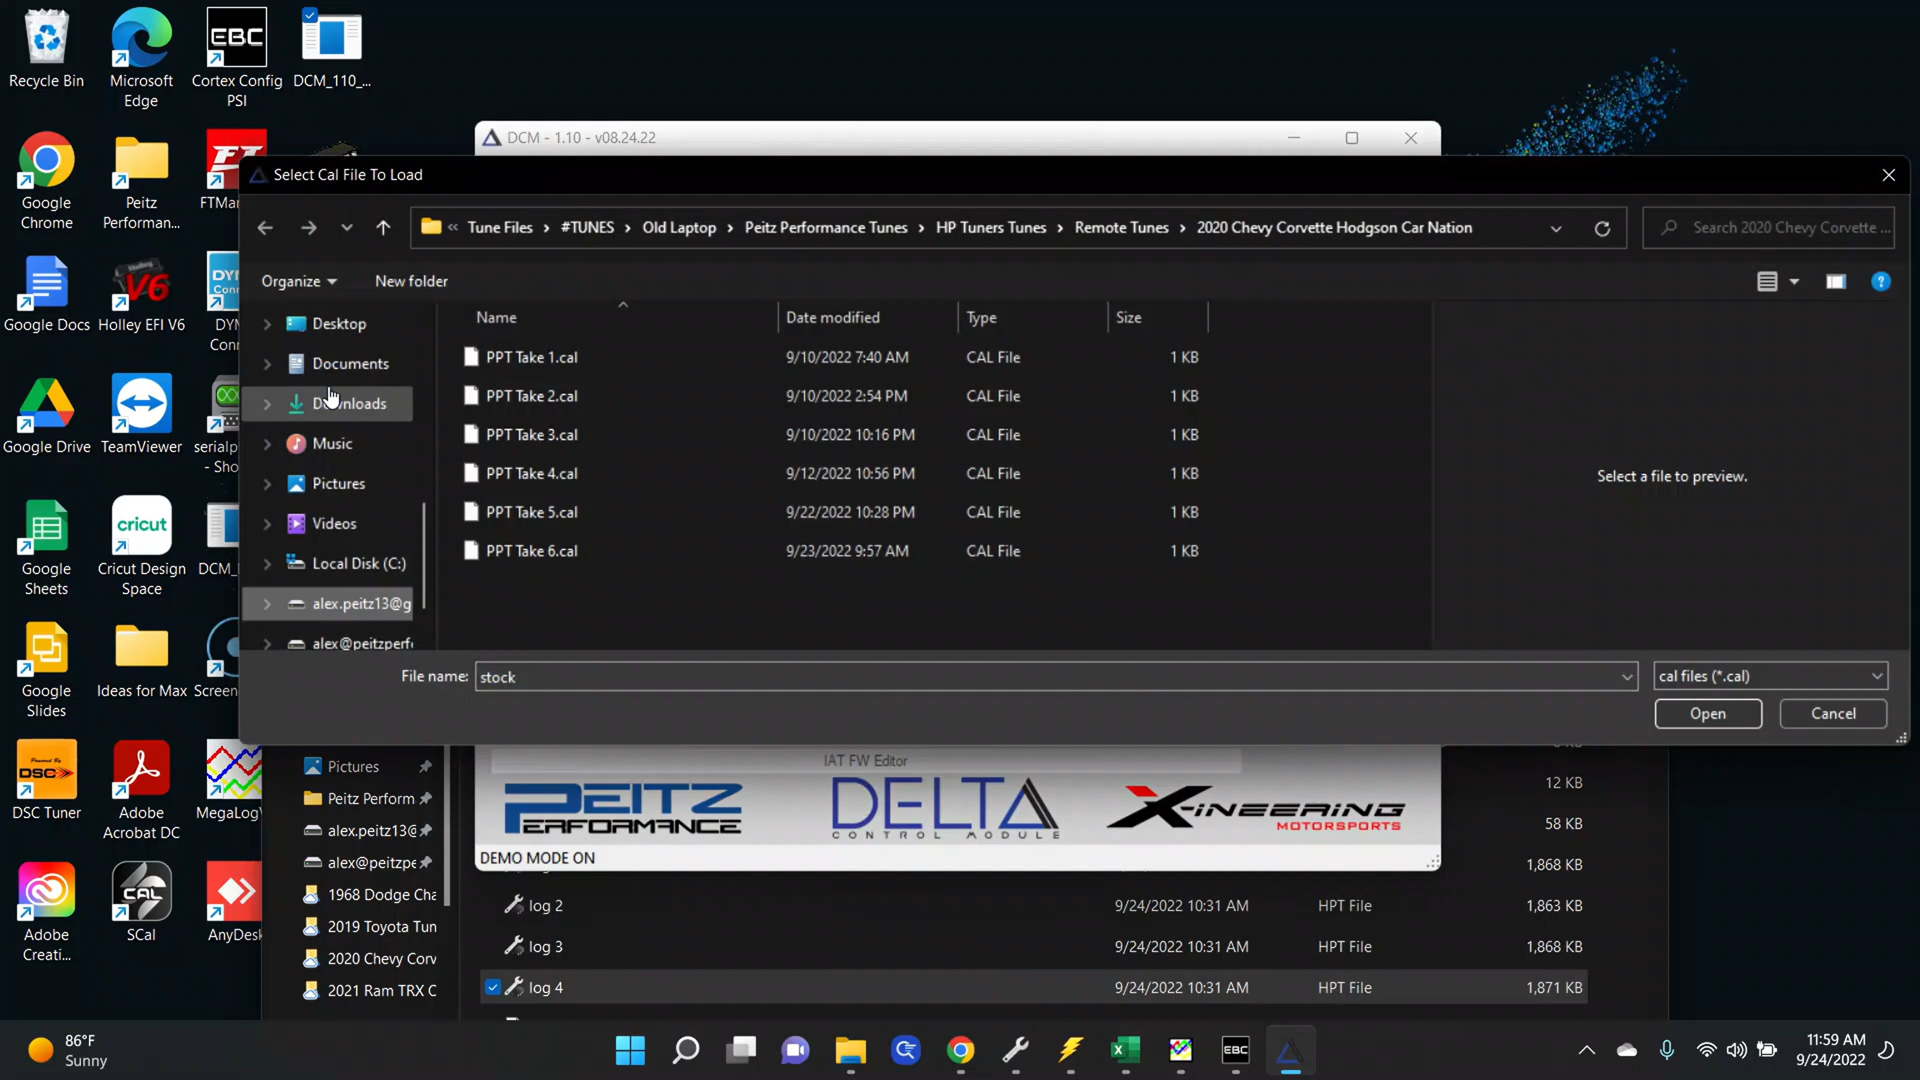 Recycle Bin
Microsoft Edge
EBC
Cortex Config PSI
DCM_110_...
Google Chrome
Peitz Performan...
FT
FTMa
Google Docs
V6
Holley EFI V6
Google Drive
TeamViewer
- Sho
Google Sheets
cricut
Cricut Design Space
DCM_
Google Slides
Ideas for Max
Screen
Powered By
DSC
DSC Tuner
Adobe Acrobat DC
Adobe Creati...
CAL
SCal
AnyDesk
DCM - 1.10 - v08.24.22
Select Cal File To Load
« Tune Files › #TUNES › Old Laptop › Peitz Performance Tunes › HP Tuners Tunes › Remote Tunes › 2020 Chevy Corvette Hodgson Car Nation
Search 2020 Chevy Corvette ...
Organize
New folder
Desktop
Documents
Downloads
Music
Pictures
Videos
Local Disk (C:)
alex.peitz13@g
alex@peitzperf
Name Date modified Type Size
PPT Take 1.cal 9/10/2022 7:40 AM CAL File 1 KB
PPT Take 2.cal 9/10/2022 2:54 PM CAL File 1 KB
PPT Take 3.cal 9/10/2022 10:16 PM CAL File 1 KB
PPT Take 4.cal 9/12/2022 10:56 PM CAL File 1 KB
PPT Take 5.cal 9/22/2022 10:28 PM CAL File 1 KB
PPT Take 6.cal 9/23/2022 9:57 AM CAL File 1 KB
Select a file to preview.
File name: stock
cal files (*.cal)
Open
Cancel
IAT FW Editor
PEITZ PERFORMANCE
DELTA CONTROL MODULE
X-INEERING MOTORSPORTS
DEMO MODE ON
Pictures
Peitz Perform
alex.peitz13@
alex@peitzpe
1968 Dodge Cha
2019 Toyota Tun
2020 Chevy Corv
2021 Ram TRX C
12 KB
58 KB
1,868 KB
log 2 9/24/2022 10:31 AM HPT File 1,863 KB
log 3 9/24/2022 10:31 AM HPT File 1,868 KB
log 4 9/24/2022 10:31 AM HPT File 1,871 KB
86°F
Sunny
EBC
11:59 AM
9/24/2022